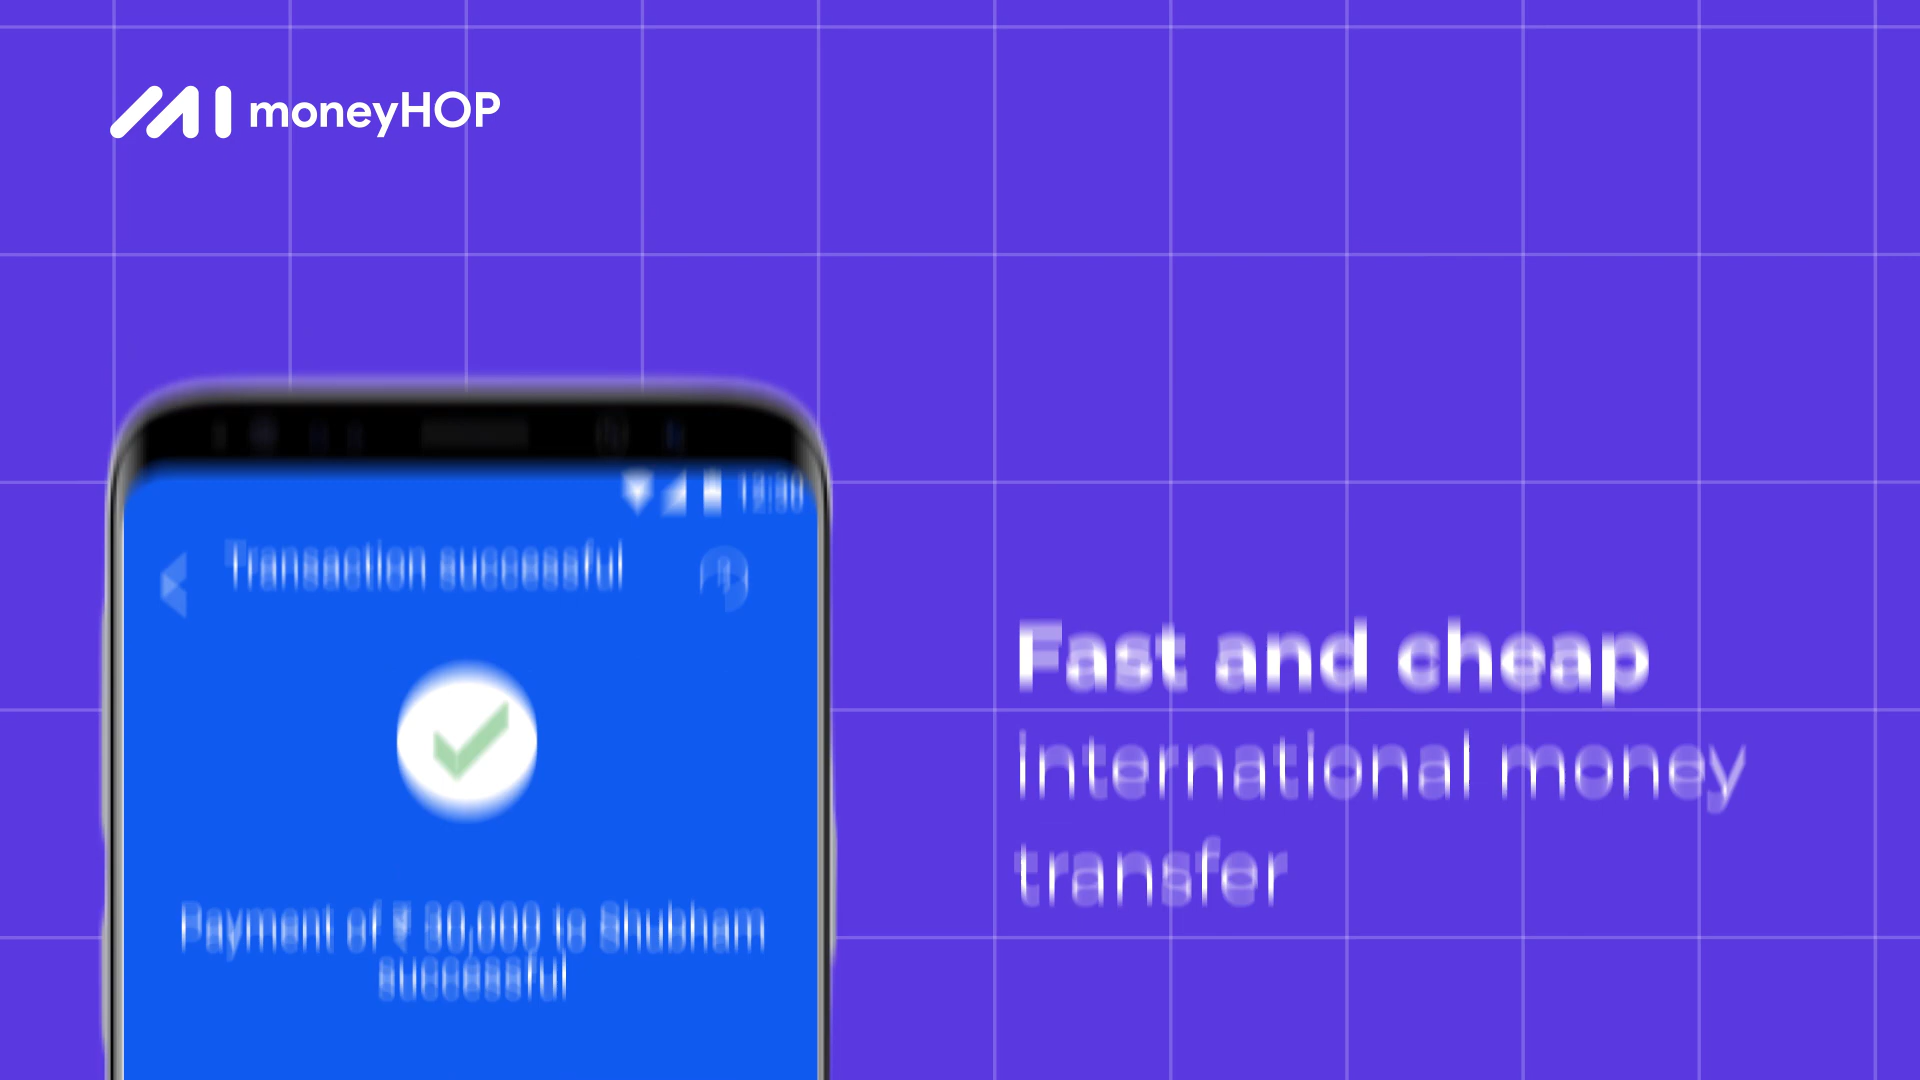 moneyHOP
12:30
Transaction successful
Payment of ₹ 30,000 to Shubham
successful
Fast and cheap
international money
transfer